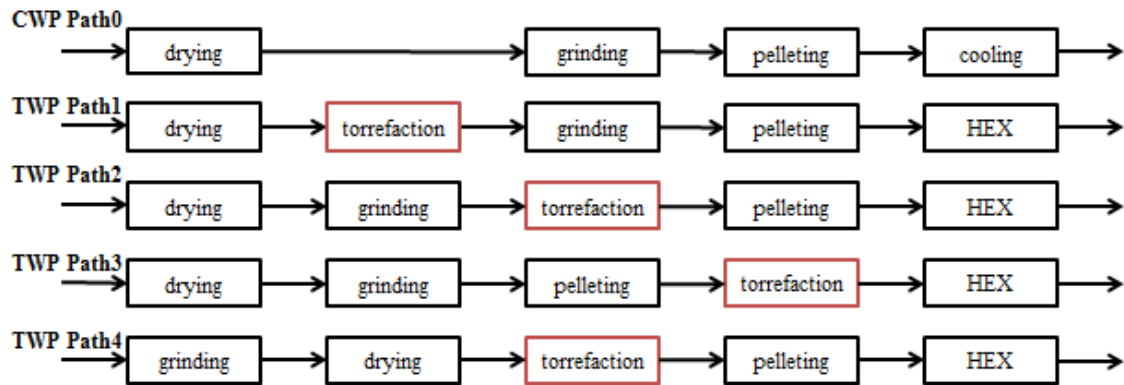 CWP Path0
drying grinding pelleting cooling
TWP Path1
drying torrefaction grinding pelleting HEX
TWP Path2
drying grinding torrefaction pelleting HEX
TWP Path3
drying grinding pelleting torrefaction HEX
TWP Path4
grinding drying torrefaction pelleting HEX